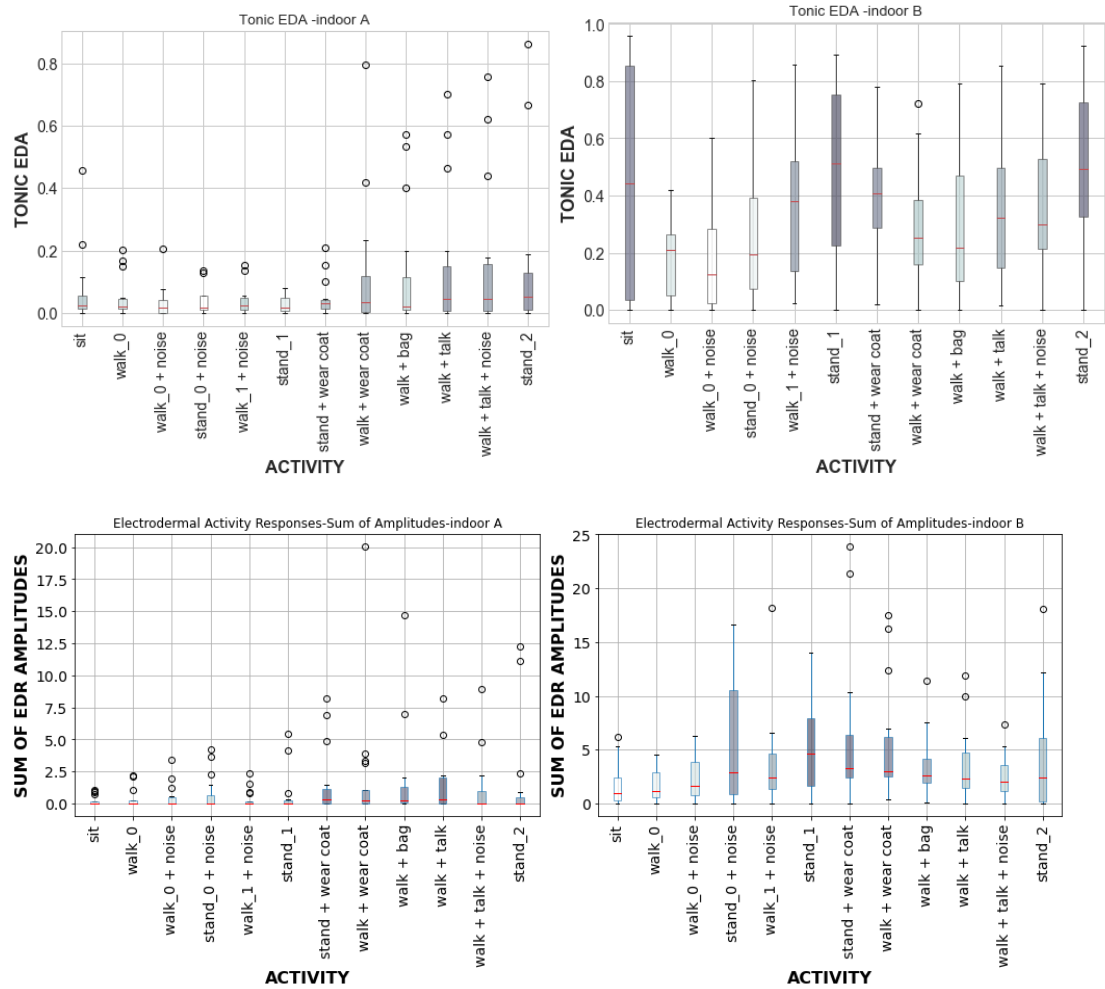 Tonic EDA -indoor A
TONIC EDA
0.8
0.6
0.4
0.2
0.0
sit
walk_0
walk_0 + noise
stand_0 + noise
walk_1 + noise
stand_1
stand + wear coat
walk + wear coat
walk + bag
walk + talk
walk + talk + noise
stand_2
ACTIVITY
Tonic EDA -indoor B
TONIC EDA
1.0
0.8
0.6
0.4
0.2
0.0
sit
walk_0
walk_0 + noise
stand_0 + noise
walk_1 + noise
stand_1
stand + wear coat
walk + wear coat
walk + bag
walk + talk
walk + talk + noise
stand_2
ACTIVITY
Electrodermal Activity Responses-Sum of Amplitudes-indoor A
SUM OF EDR AMPLITUDES
20.0
17.5
15.0
12.5
10.0
7.5
5.0
2.5
0.0
sit
walk_0
walk_0 + noise
stand_0 + noise
walk_1 + noise
stand_1
stand + wear coat
walk + wear coat
walk + bag
walk + talk
walk + talk + noise
stand_2
ACTIVITY
Electrodermal Activity Responses-Sum of Amplitudes-indoor B
SUM OF EDR AMPLITUDES
25
20
15
10
5
0
sit
walk_0
walk_0 + noise
stand_0 + noise
walk_1 + noise
stand_1
stand + wear coat
walk + wear coat
walk + bag
walk + talk
walk + talk + noise
stand_2
ACTIVITY